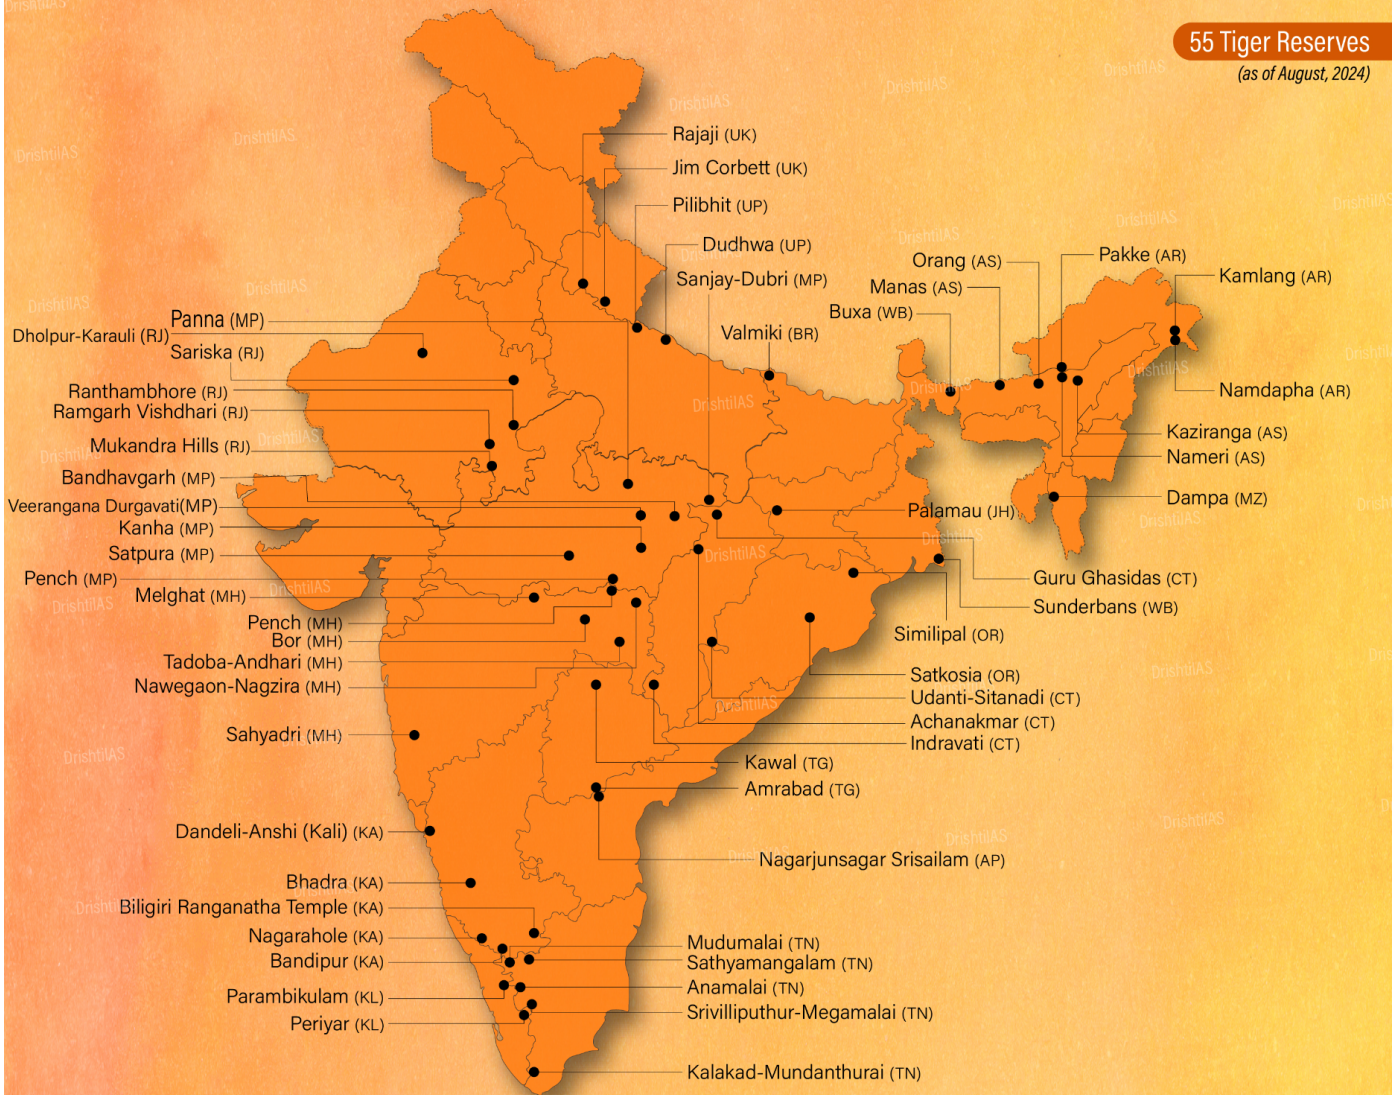 55 Tiger Reserves
(as of August, 2024)
Rajaji (UK)
Jim Corbett (UK)
Pilibhit (UP)
Dudhwa (UP)
Sanjay-Dubri (MP)
Valmiki (BR)
Orang (AS)
Manas (AS)
Buxa (WB)
Pakke (AR)
Kamlang (AR)
Namdapha (AR)
Kaziranga (AS)
Nameri (AS)
Dampa (MZ)
Panna (MP)
Dholpur-Karauli (RJ)
Sariska (RJ)
Ranthambhore (RJ)
Ramgarh Vishdhari (RJ)
Mukandra Hills (RJ)
Bandhavgarh (MP)
Veerangana Durgavati(MP)
Kanha (MP)
Satpura (MP)
Pench (MP)
Melghat (MH)
Pench (MH)
Bor (MH)
Tadoba-Andhari (MH)
Nawegaon-Nagzira (MH)
Sahyadri (MH)
Palamau (JH)
Guru Ghasidas (CT)
Sunderbans (WB)
Similipal (OR)
Satkosia (OR)
Udanti-Sitanadi (CT)
Achanakmar (CT)
Indravati (CT)
Kawal (TG)
Amrabad (TG)
Nagarjunsagar Srisailam (AP)
Dandeli-Anshi (Kali) (KA)
Bhadra (KA)
Biligiri Ranganatha Temple (KA)
Nagarahole (KA)
Bandipur (KA)
Parambikulam (KL)
Periyar (KL)
Mudumalai (TN)
Sathyamangalam (TN)
Anamalai (TN)
Srivilliputhur-Megamalai (TN)
Kalakad-Mundanthurai (TN)
DrishtiIAS